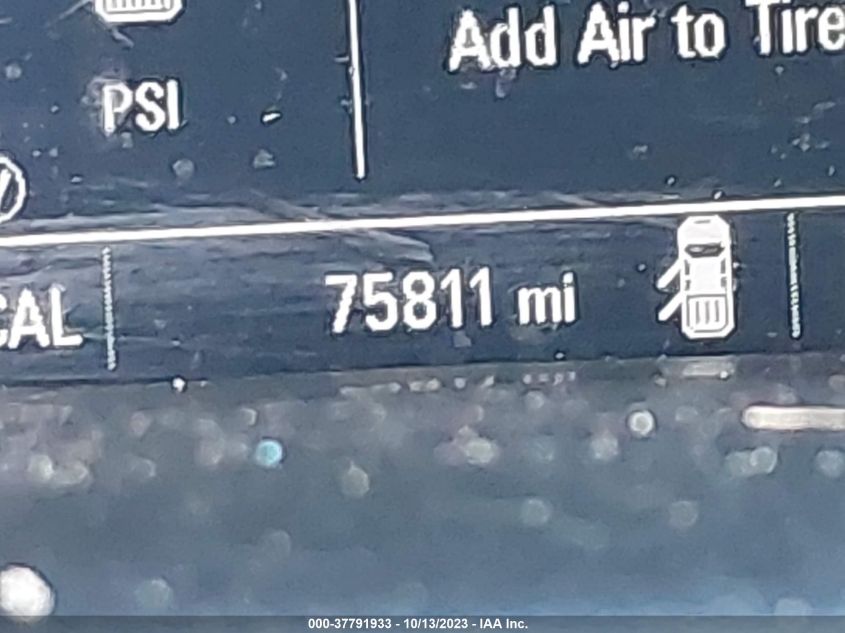 Add Air to Tire
PSI
CAL
75811 mi
000-37791933 - 10/13/2023 - IAA Inc.